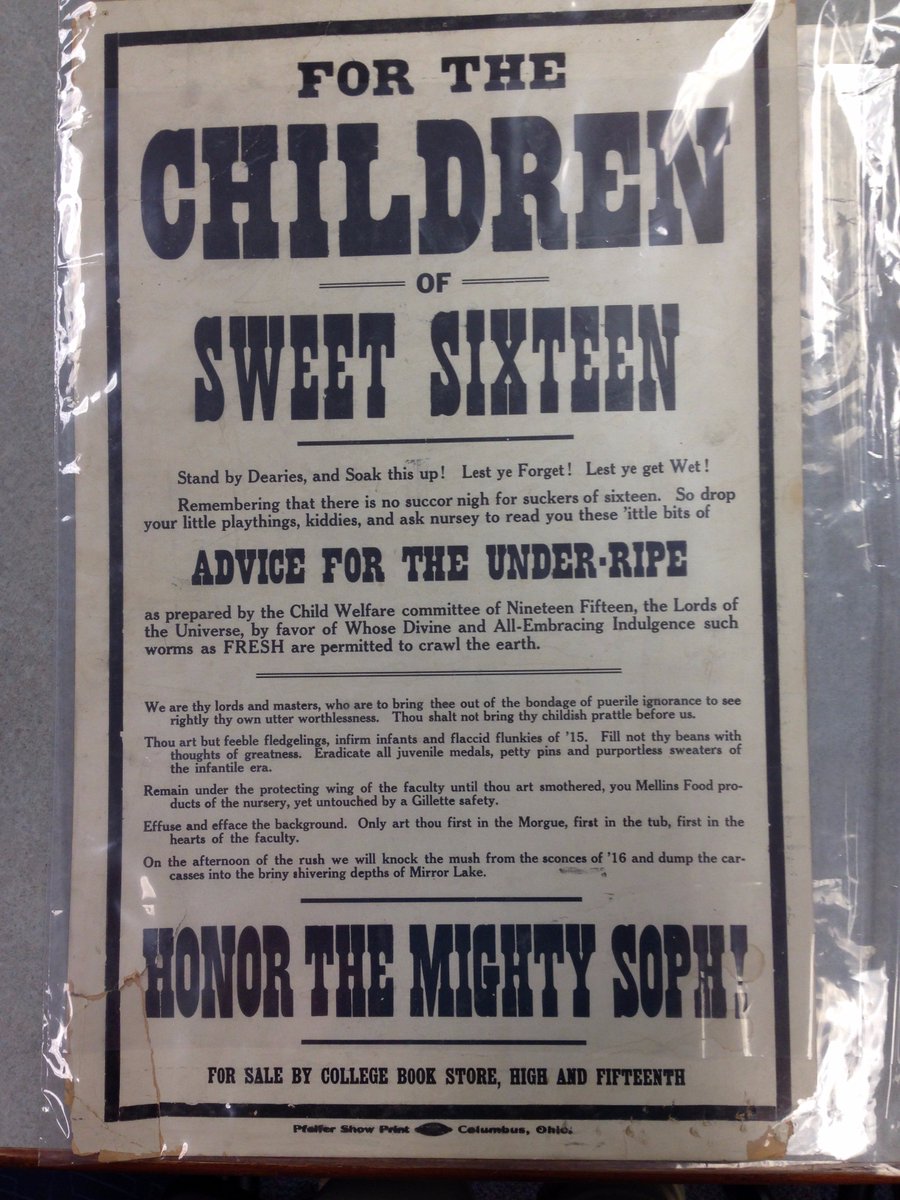 FOR THE
CHILDREN
OF
SWEET SIXTEEN
Stand by Dearies, and Soak this up! Lest ye Forget! Lest ye get Wet!
Remembering that there is no succor nigh for suckers of sixteen. So drop
your little playthings, kiddies, and ask nursey to read you these 'ittle bits of
ADVICE FOR THE UNDER-RIPE
as prepared by the Child Welfare committee of Nineteen Fifteen, the Lords of
the Universe, by favor of Whose Divine and All-Embracing Indulgence such
worms as FRESH are permitted to crawl the earth.
We are thy lords and masters, who are to bring thee out of the bondage of puerile ignorance to see
rightly thy own utter worthlessness. Thou shalt not bring thy childish prattle before us.
Thou art but feeble fledgelings, infirm infants and flaccid flunkies of '15. Fill not thy beans with
thoughts of greatness. Eradicate all juvenile medals, petty pins and purportless sweaters of
the infantile era.
Remain under the protecting wing of the faculty until thou art smothered, you Mellins Food pro-
ducts of the nursery, yet untouched by a Gillette safety.
Effuse and efface the background. Only art thou first in the Morgue, first in the tub, first in the
hearts of the faculty.
On the afternoon of the rush we will knock the mush from the sconces of '16 and dump the car-
casses into the briny shivering depths of Mirror Lake.
HONOR THE MIGHTY SOPH!
FOR SALE BY COLLEGE BOOK STORE, HIGH AND FIFTEENTH
Pfeifer Show Print Columbus, Ohio.